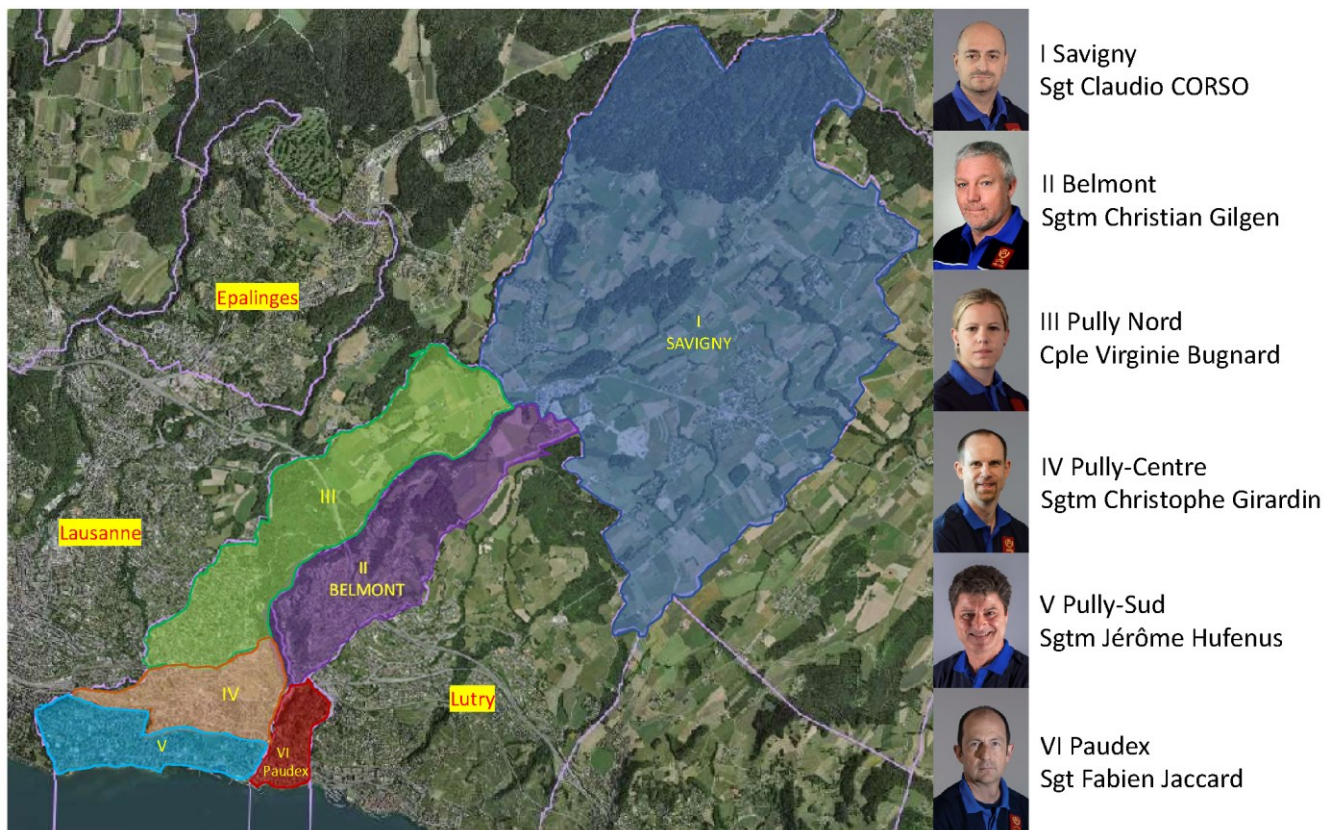 I Savigny
Sgt Claudio CORSO
II Belmont
Sgtm Christian Gilgen
III Pully Nord
Cple Virginie Bugnard
IV Pully-Centre
Sgtm Christophe Girardin
V Pully-Sud
Sgtm Jérôme Hufenus
VI Paudex
Sgt Fabien Jaccard
Epalinges
I
SAVIGNY
III
Lausanne
II
BELMONT
IV
Lutry
V
VI
Paudex